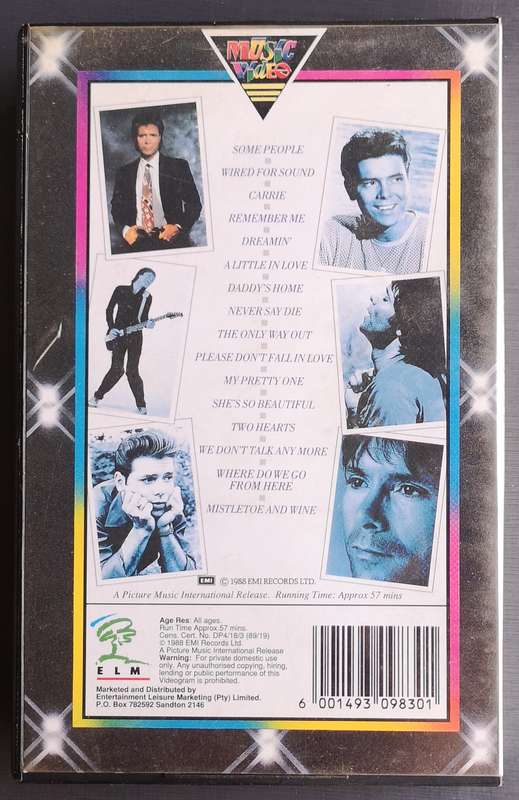 MUSIC
VIDEO
SOME PEOPLE
WIRED FOR SOUND
CARRIE
REMEMBER ME
DREAMIN'
A LITTLE IN LOVE
DADDY'S HOME
NEVER SAY DIE
THE ONLY WAY OUT
PLEASE DON'T FALL IN LOVE
MY PRETTY ONE
SHE'S SO BEAUTIFUL
TWO HEARTS
WE DON'T TALK ANY MORE
WHERE DO WE GO
FROM HERE
MISTLETOE AND WINE
EMI Ⓟ © 1988 EMI RECORDS LTD.
A Picture Music International Release. Running Time: Approx 57 mins
ELM
Age Res: All ages.
Run Time Approx.57 mins.
Cens. Cert. No. DP4/18/3 (89/19)
© 1988 EMI Records Ltd.
A Picture Music International Release
Warning: For private domestic use
only. Any unauthorised copying, hiring,
lending or public performance of this
Videogram is prohibited.
Marketed and Distributed by
Entertainment Leisure Marketing (Pty) Limited.
P.O. Box 782592 Sandton 2146
6 001493 098301